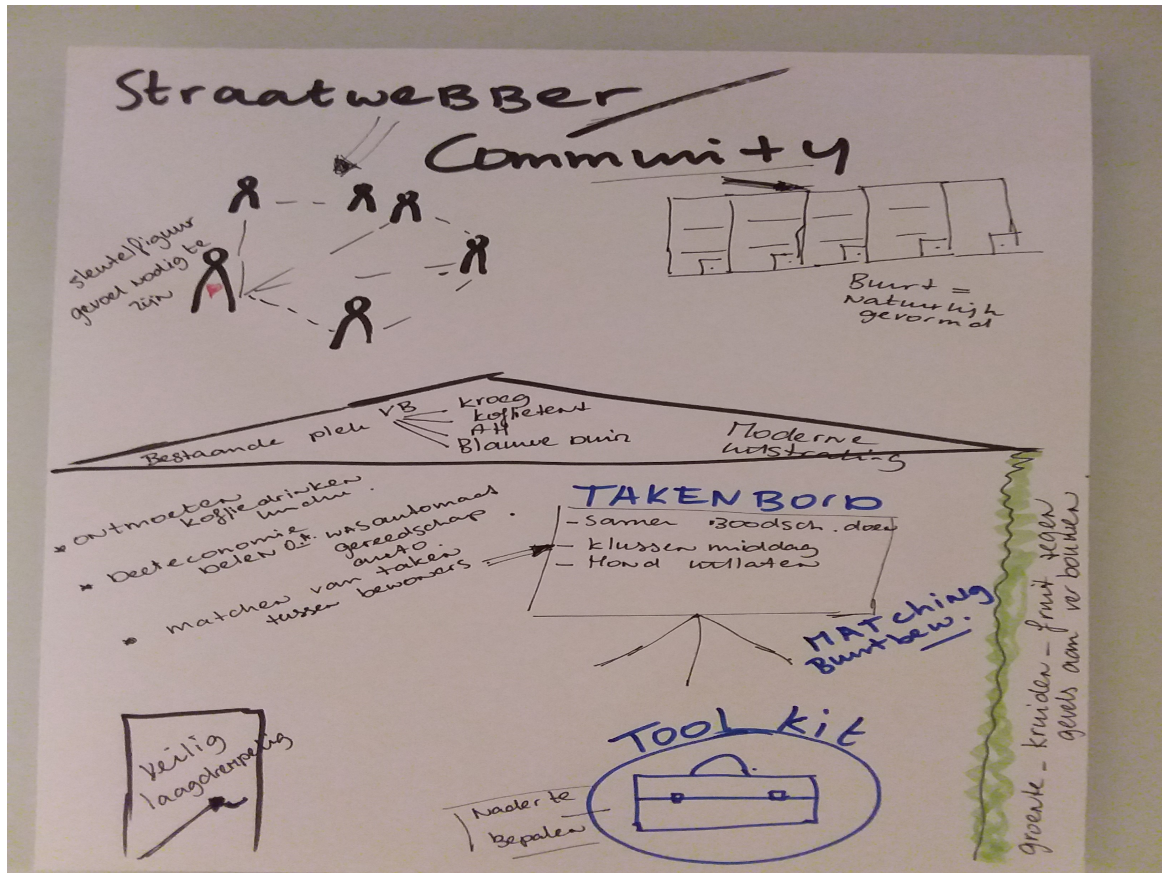 StraatweBBer
Community
sleutelfiguur
gevoel nodig te
zijn
Buurt =
Natuurlijk
gevormd
Bestaande plek
VB
kroeg
koffietent
AH
Blauwe Duin
Moderne
uitstraling
* ontmoeten
koffiedrinken
lunchen
* Deeleconomie
delen o.a. wasautomaat
gereedschap
auto.
* matchen van taken
tussen bewoners
TAKENBORD
- samen Boodsch. doen
- klussen middag
- Hond uitlaten
MATChing
Buurtbew.
groente - kruiden - fruit tegen
gevels aan verbouwen
Veilig
laagdrempelig
Tool kit
Nader te
Bepalen